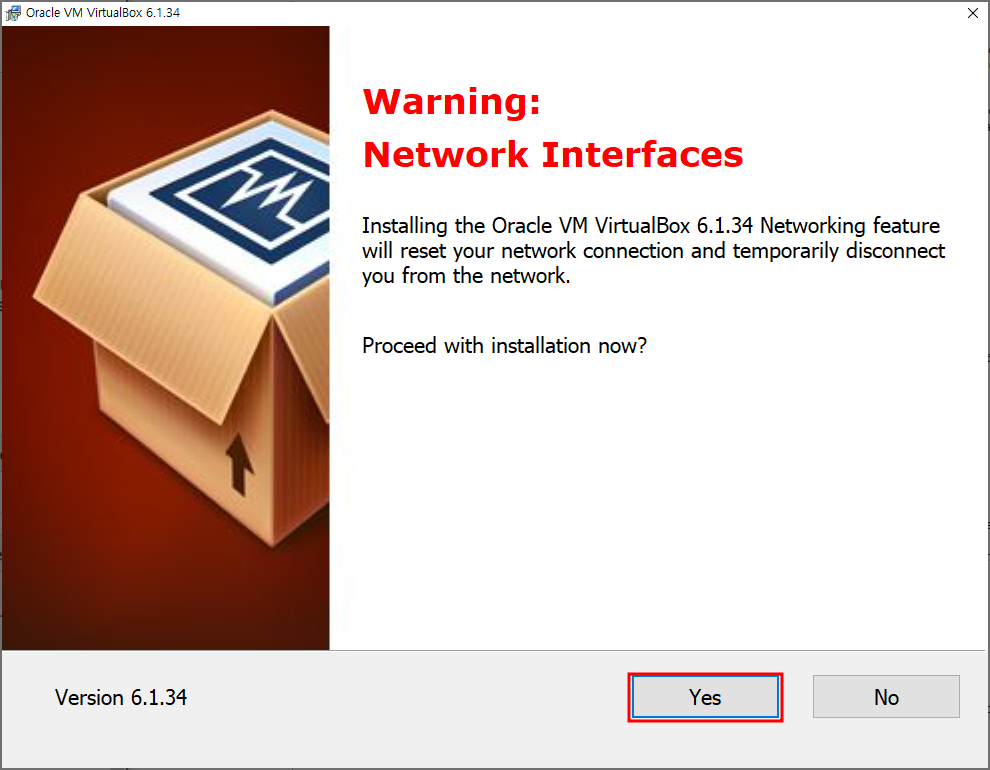 Oracle VM VirtualBox 6.1.34
Warning:
Network Interfaces
Installing the Oracle VM VirtualBox 6.1.34 Networking feature
will reset your network connection and temporarily disconnect
you from the network.
Proceed with installation now?
Version 6.1.34
Yes
No